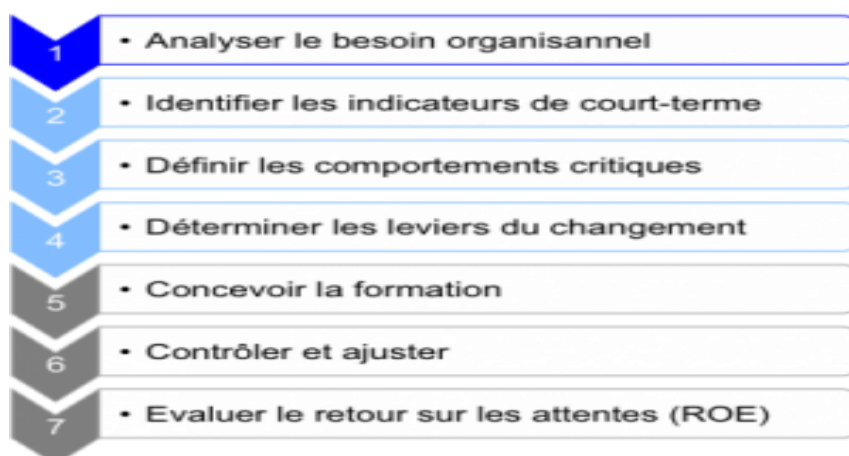 1 • Analyser le besoin organisannel
2 • Identifier les indicateurs de court-terme
3 • Définir les comportements critiques
4 • Déterminer les leviers du changement
5 • Concevoir la formation
6 • Contrôler et ajuster
7 • Evaluer le retour sur les attentes (ROE)